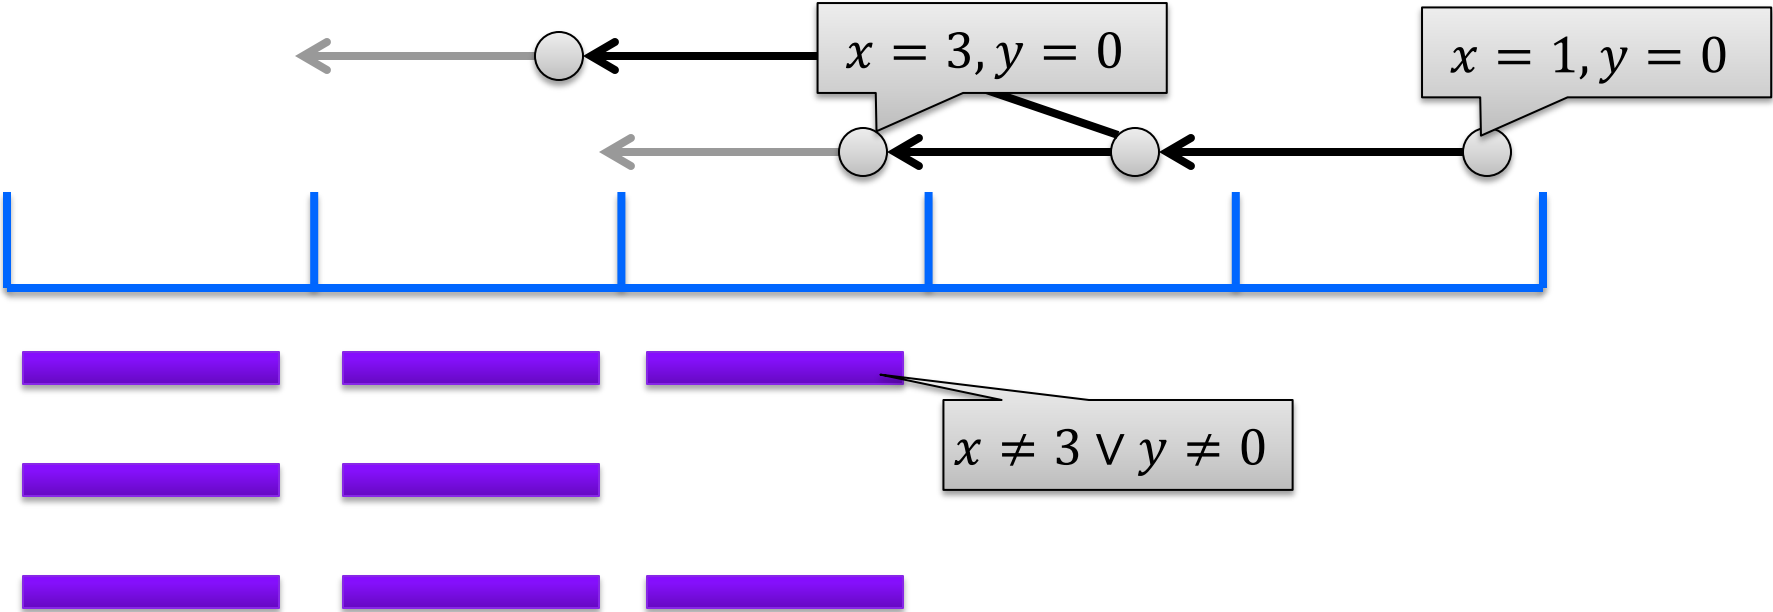 x = 3, y = 0
x = 1, y = 0
x ≠ 3 ∨ y ≠ 0